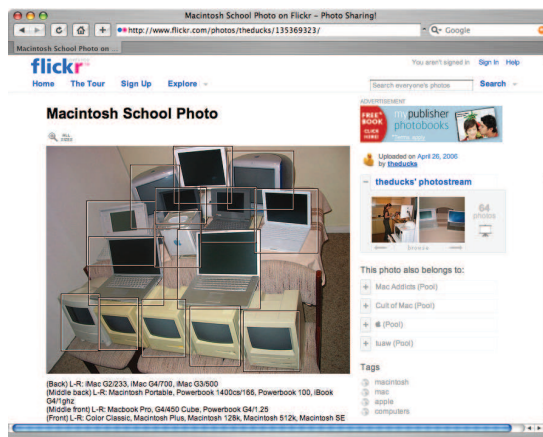 Macintosh School Photo on Flickr – Photo Sharing!
http://www.flickr.com/photos/theducks/135369323/
Google
Macintosh School Photo on ...
flickr
You aren't signed in Sign In Help
Home The Tour Sign Up Explore
Search everyone's photos Search
Macintosh School Photo
ALL SIZES
ADVERTISEMENT
FREE* BOOK CLICK HERE!
my publisher
photobooks
Uploaded on April 26, 2006
by theducks
theducks' photostream
64
photos
This photo also belongs to:
Mac Addicts (Pool)
Cult of Mac (Pool)
(Pool)
tuaw (Pool)
Tags
macintosh
mac
apple
computers
(Back) L-R: iMac G2/233, iMac G4/700, iMac G3/500
(Middle back) L-R: Macintosh Portable, Powerbook 1400cs/166, Powerbook 100, iBook
G4/1ghz
(Middle front) L-R: Macbook Pro, G4/450 Cube, Powerbook G4/1.25
(Front) L-R: Color Classic, Macintosh Plus, Macintosh 128k, Macintosh 512k, Macintosh SE